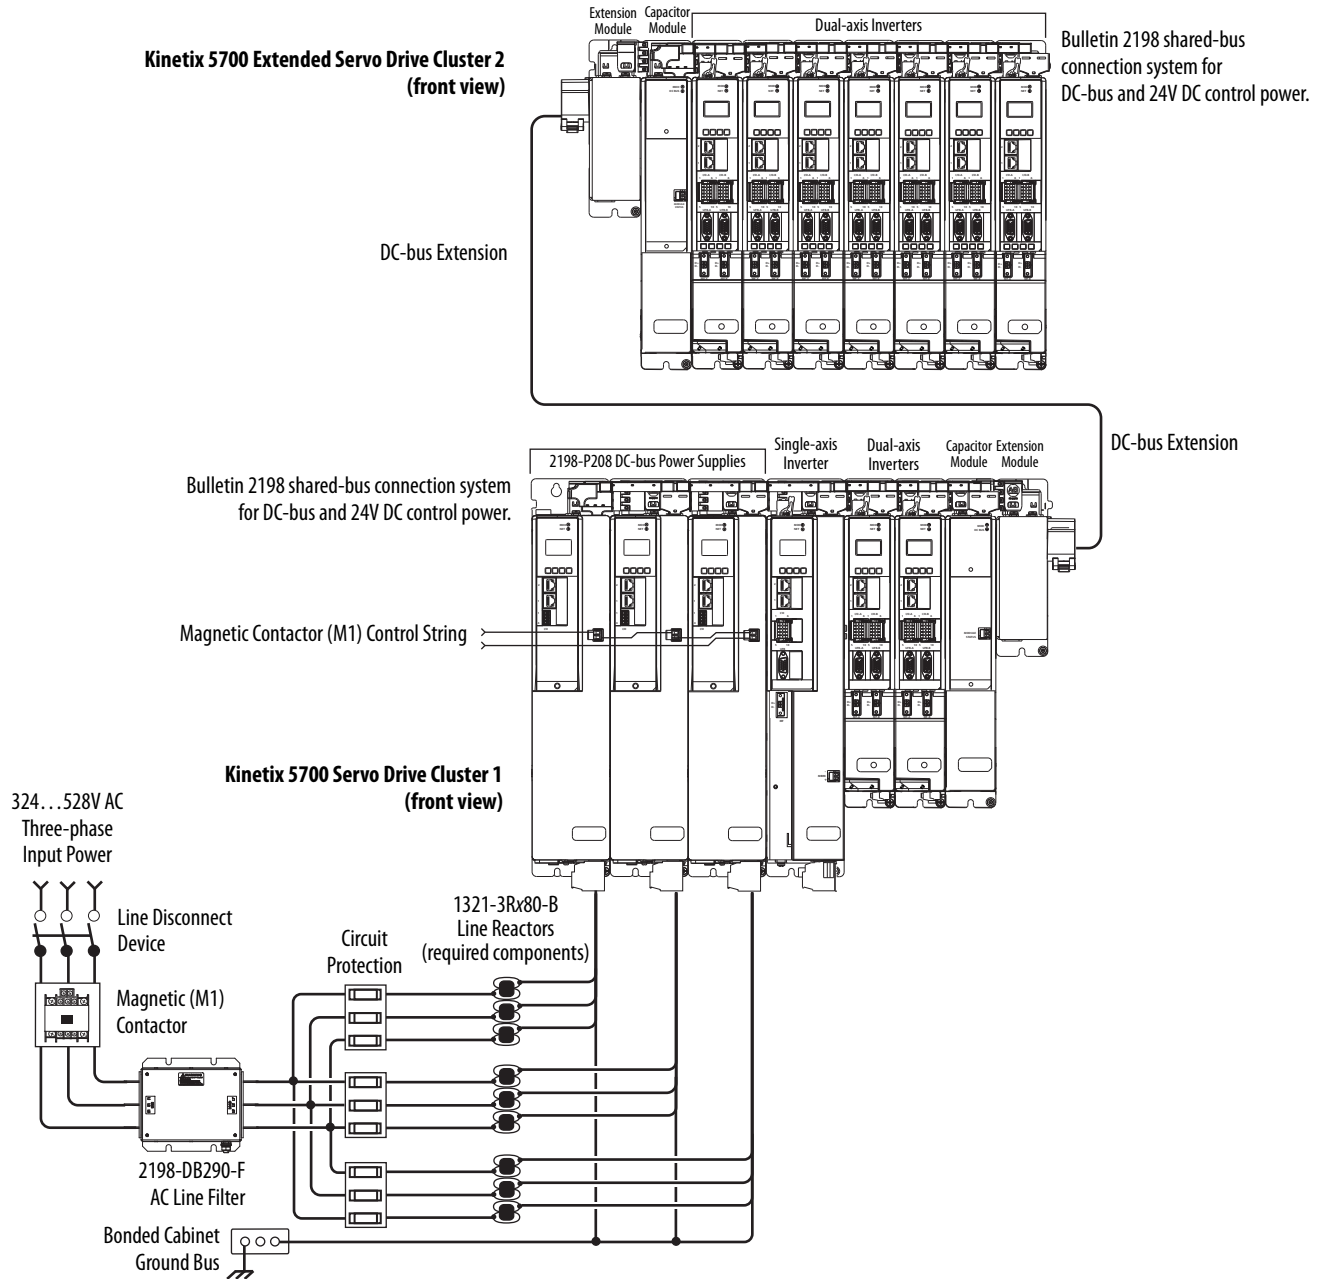 Extension
Module
Capacitor
Module
Dual-axis Inverters
Kinetix 5700 Extended Servo Drive Cluster 2
(front view)
Bulletin 2198 shared-bus
connection system for
DC-bus and 24V DC control power.
DC-bus Extension
DC-bus Extension
2198-P208 DC-bus Power Supplies
Single-axis
Inverter
Dual-axis
Inverters
Capacitor
Module
Extension
Module
Bulletin 2198 shared-bus connection system
for DC-bus and 24V DC control power.
Magnetic Contactor (M1) Control String
Kinetix 5700 Servo Drive Cluster 1
(front view)
324…528V AC
Three-phase
Input Power
Line Disconnect
Device
Magnetic (M1)
Contactor
Circuit
Protection
1321-3Rx80-B
Line Reactors
(required components)
2198-DB290-F
AC Line Filter
Bonded Cabinet
Ground Bus